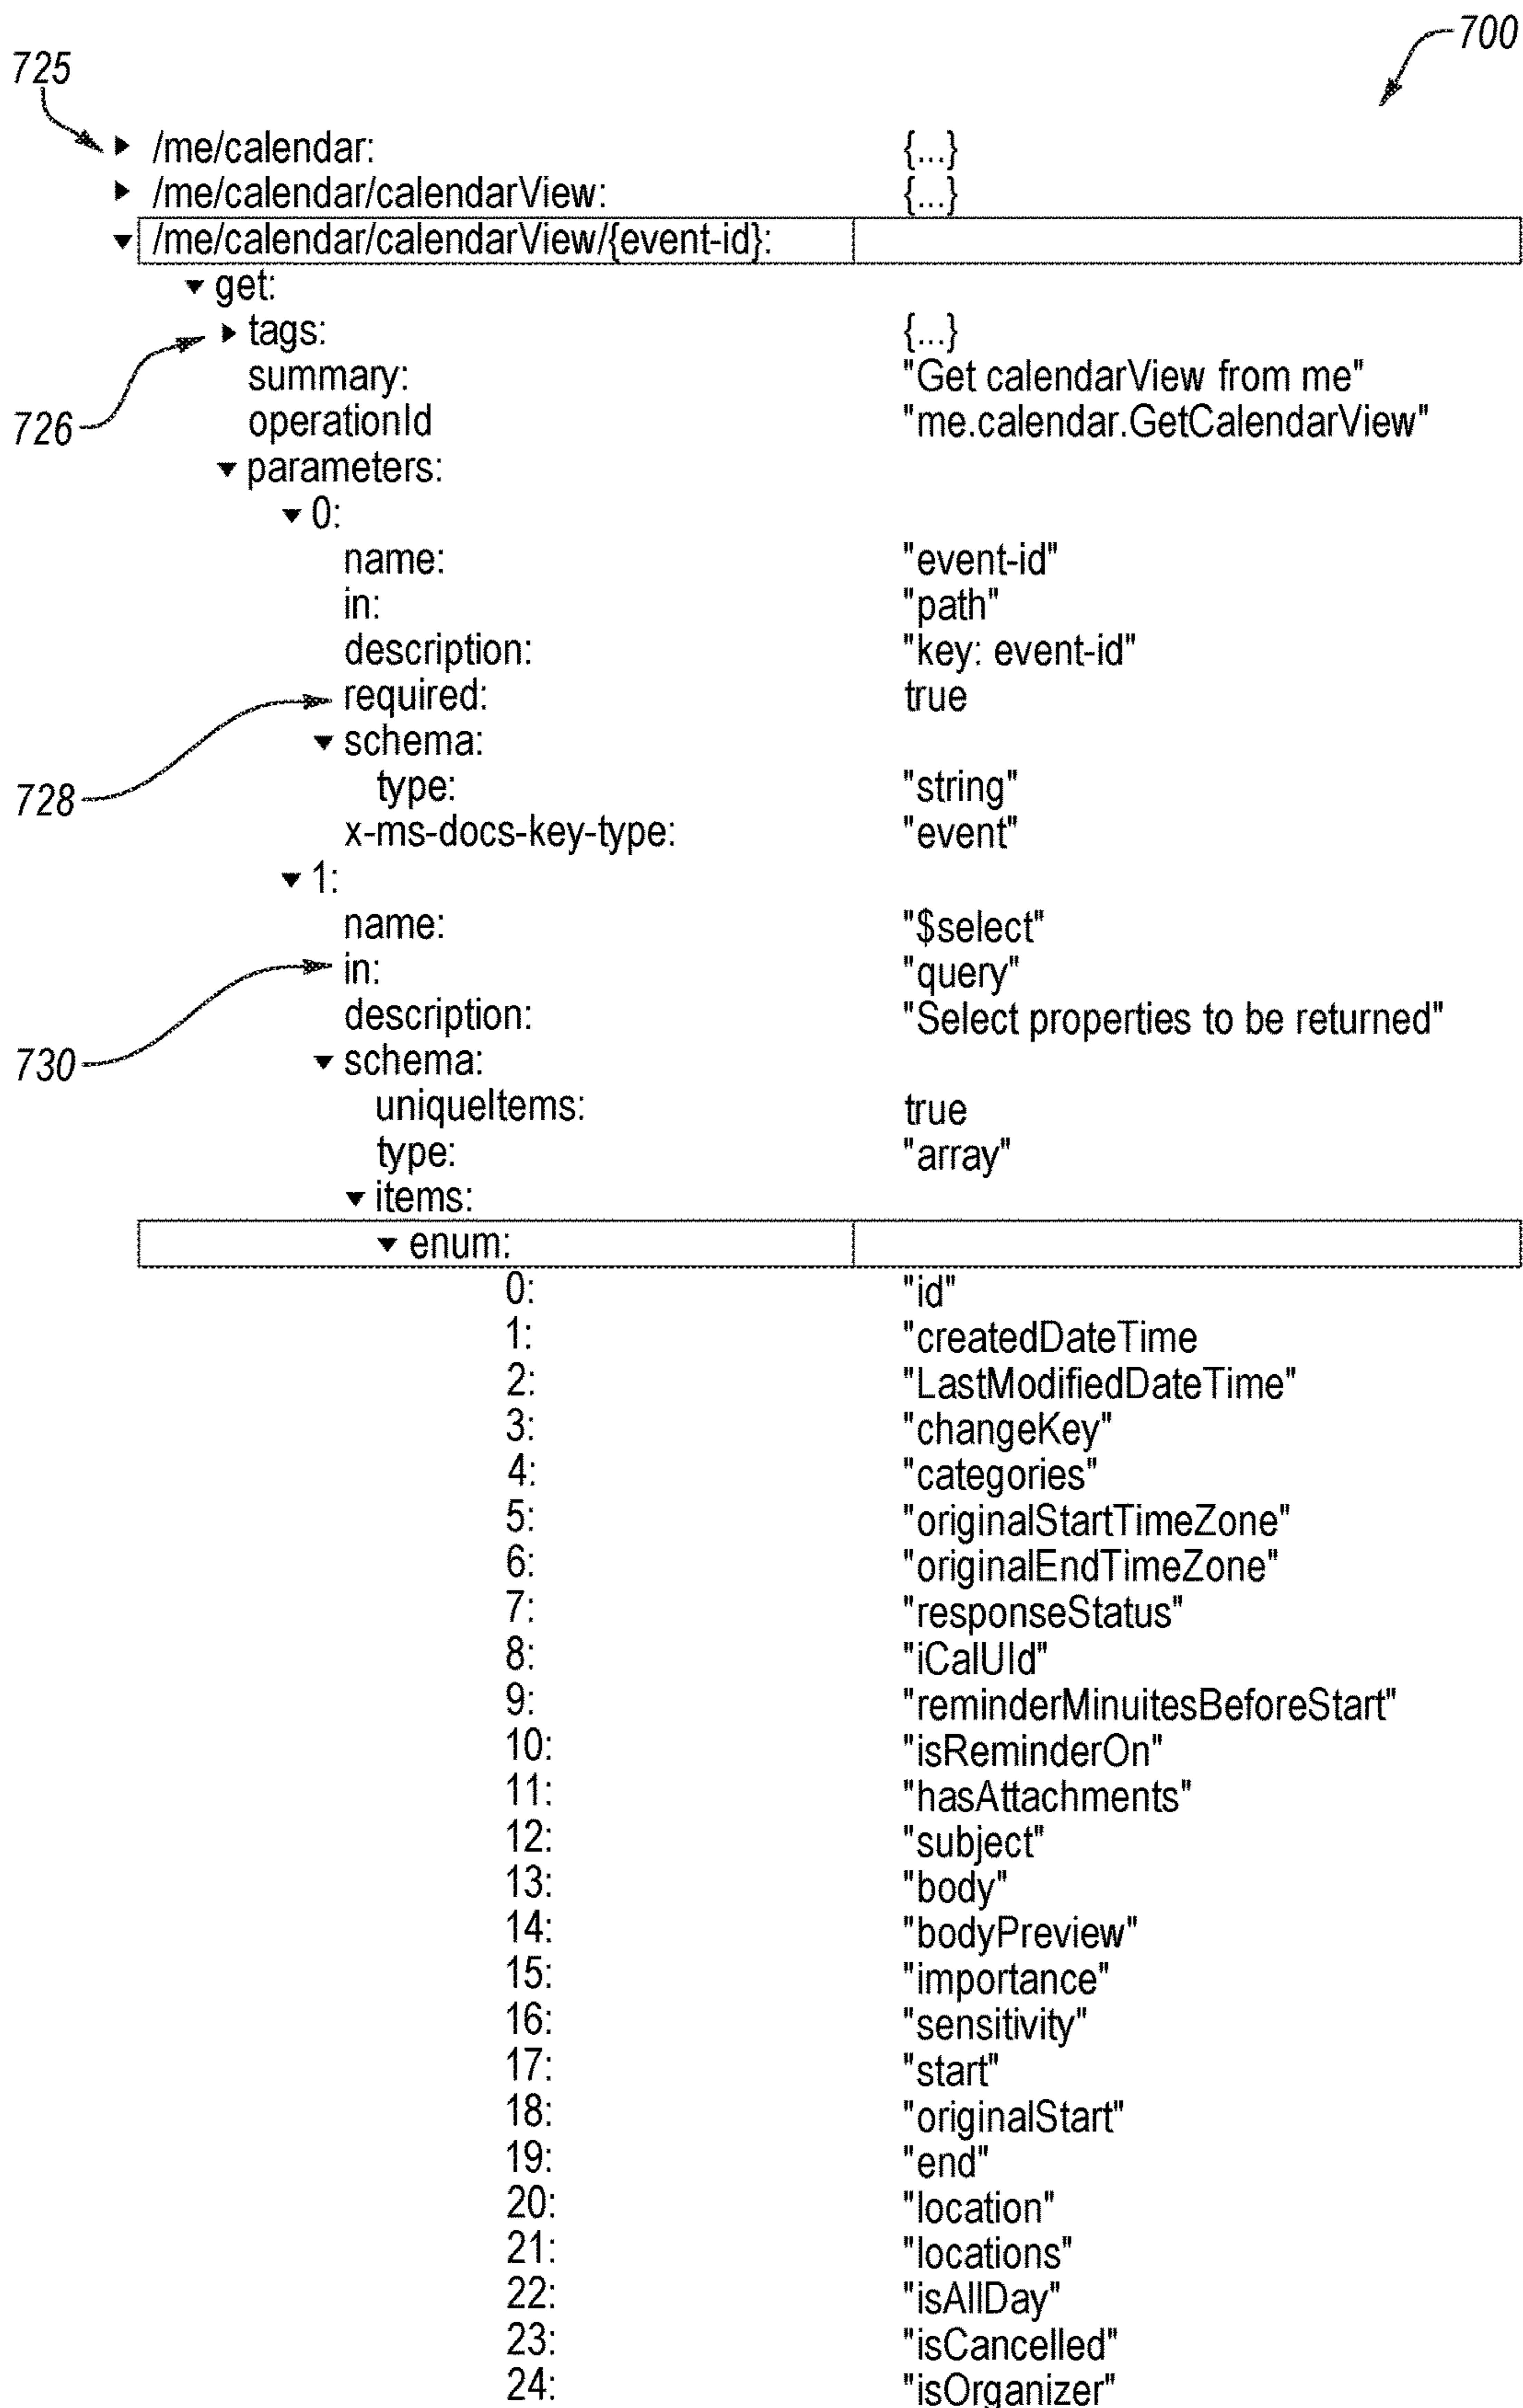 700
725
/me/calendar: {...}
/me/calendar/calendarView: {...}
/me/calendar/calendarView/{event-id}:
get:
tags: {...}
summary: "Get calendarView from me"
726
operationId "me.calendar.GetCalendarView"
parameters:
0:
name: "event-id"
in: "path"
description: "key: event-id"
required: true
schema:
728
type: "string"
x-ms-docs-key-type: "event"
1:
name: "$select"
in: "query"
description: "Select properties to be returned"
730
schema:
uniqueItems: true
type: "array"
items:
enum:
0: "id"
1: "createdDateTime
2: "LastModifiedDateTime"
3: "changeKey"
4: "categories"
5: "originalStartTimeZone"
6: "originalEndTimeZone"
7: "responseStatus"
8: "iCalUId"
9: "reminderMinuitesBeforeStart"
10: "isReminderOn"
11: "hasAttachments"
12: "subject"
13: "body"
14: "bodyPreview"
15: "importance"
16: "sensitivity"
17: "start"
18: "originalStart"
19: "end"
20: "location"
21: "locations"
22: "isAllDay"
23: "isCancelled"
24: "isOrganizer"